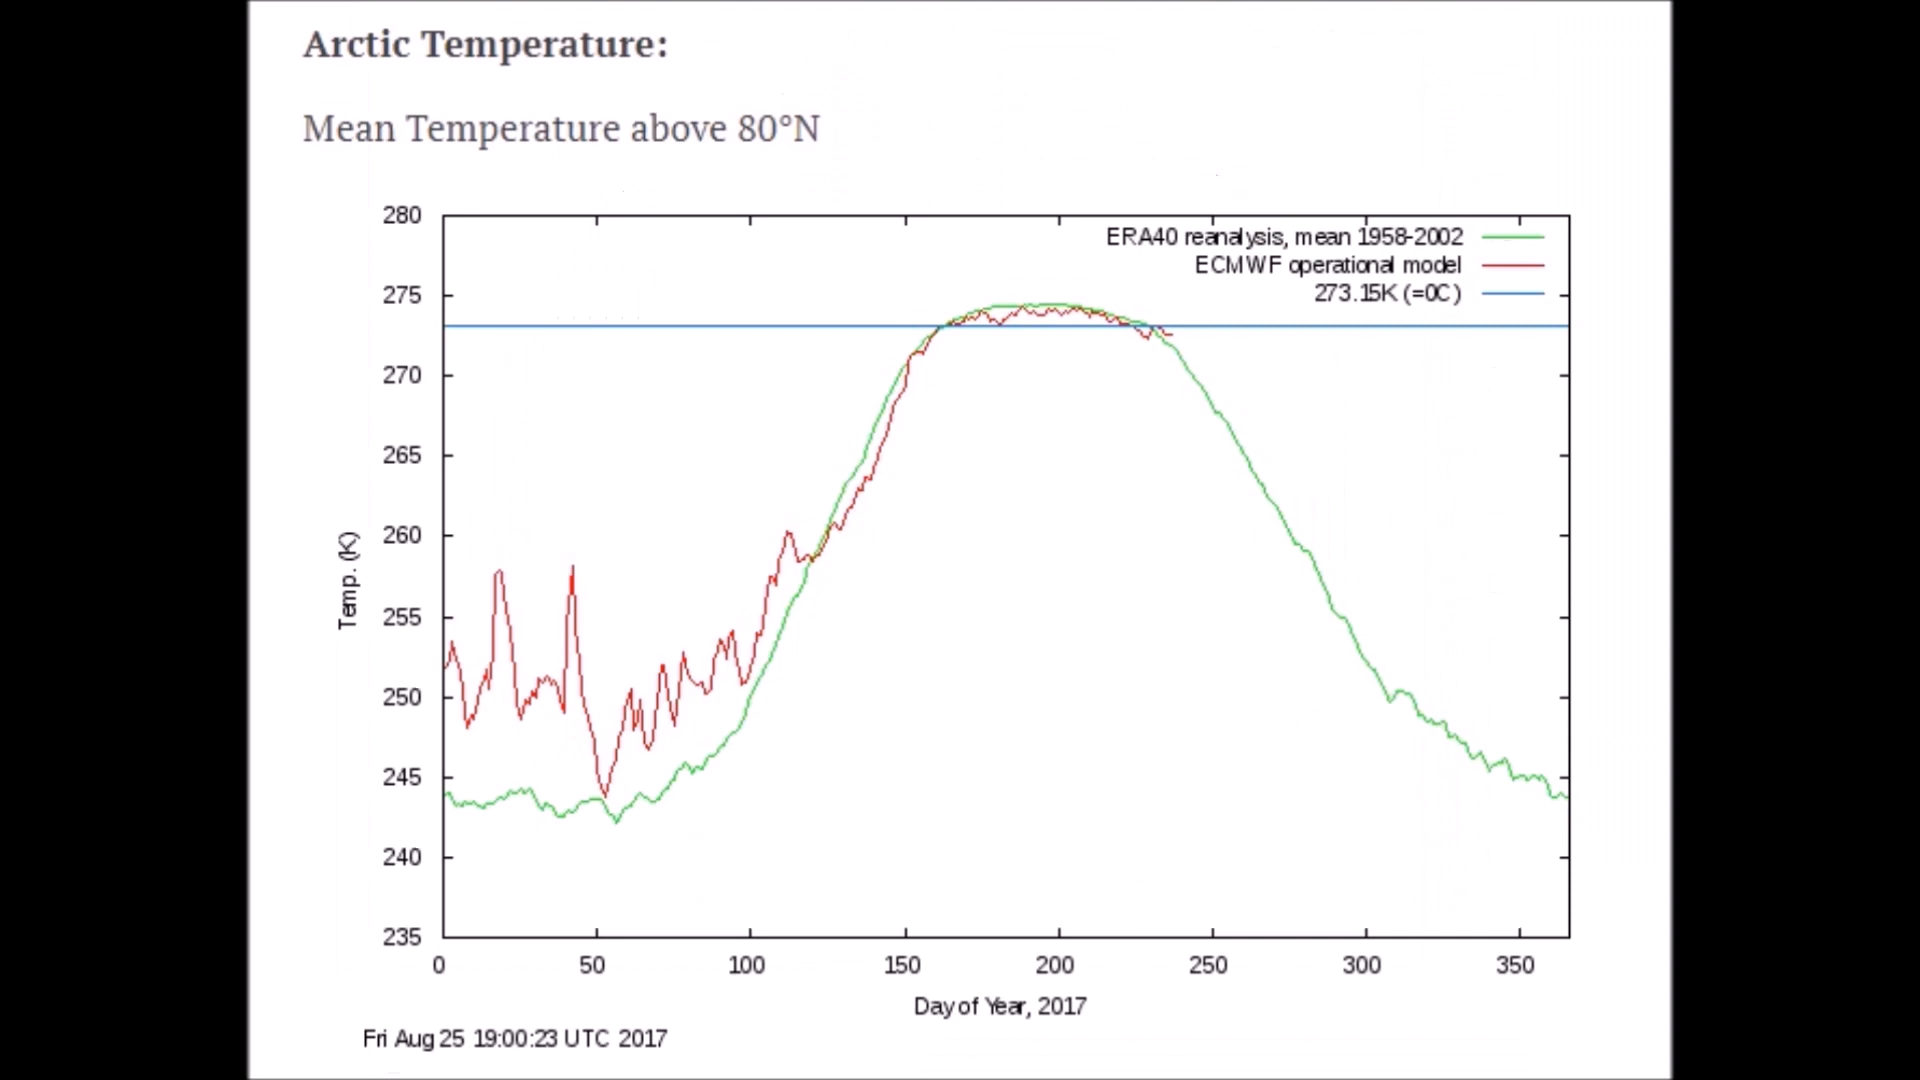 Arctic Temperature:
Mean Temperature above 80°N
280
275
270
265
260
255
250
245
240
235
Temp. (K)
ERA40 reanalysis, mean 1958-2002
ECMWF operational model
273.15K (=0C)
0 50 100 150 200 250 300 350
Day of Year, 2017
Fri Aug 25 19:00:23 UTC 2017